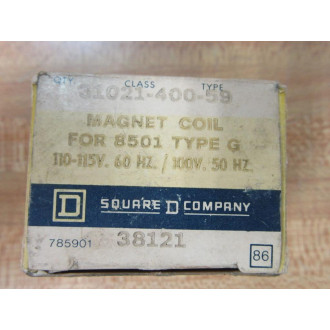 QTY. CLASS TYPE
31021-400-59
MAGNET COIL
FOR 8501 TYPE G
110-115V. 60 HZ. / 100V. 50 HZ.
D SQUARE D COMPANY
785901 38121 86